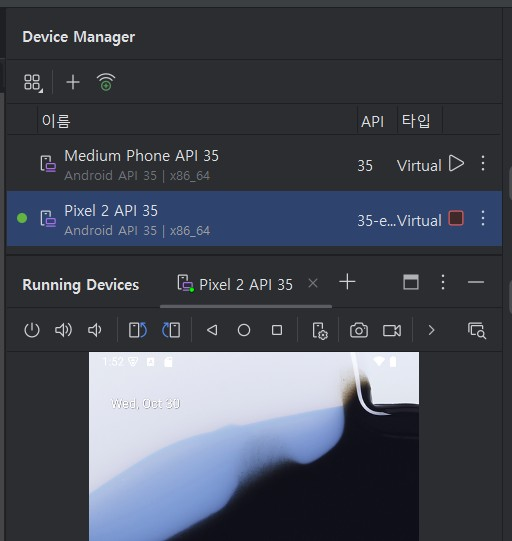 Device Manager
이름 API 타입
Medium Phone API 35
Android API 35 | x86_64
35 Virtual
Pixel 2 API 35
Android API 35 | x86_64
35-e... Virtual
Running Devices Pixel 2 API 35
1:52
Wed, Oct 30